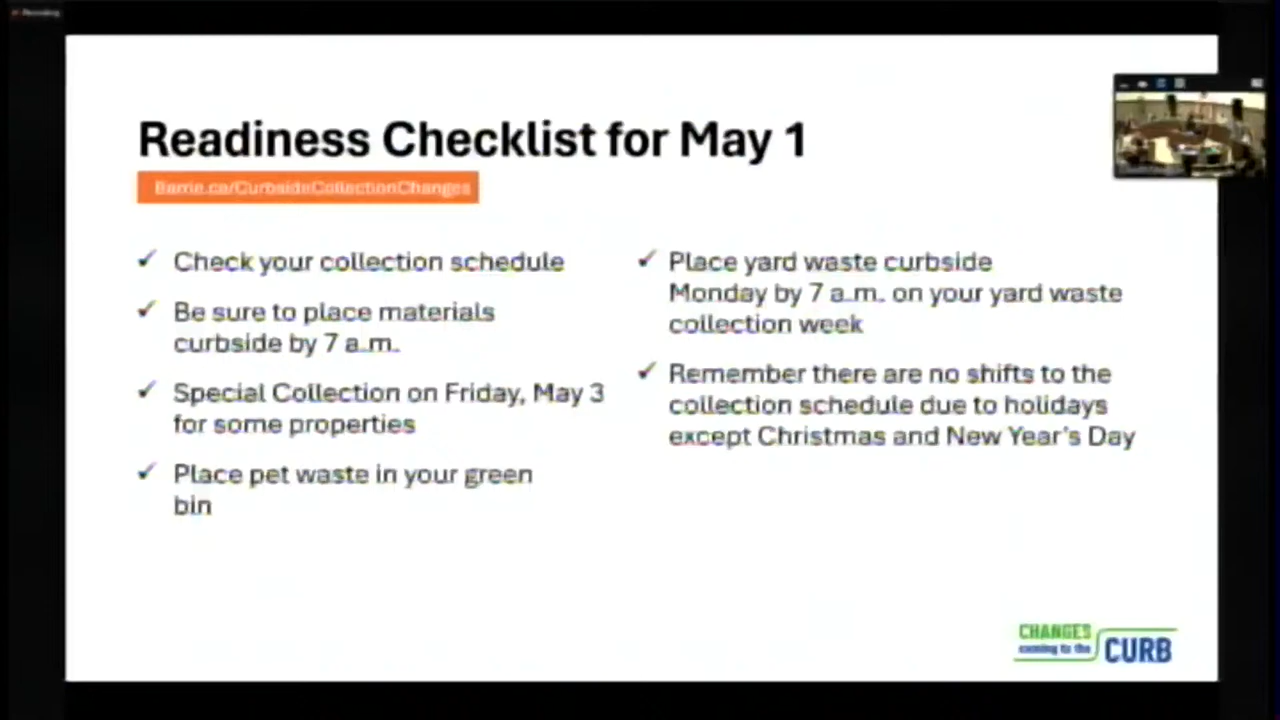 Recording
Readiness Checklist for May 1
Barrie.ca/CurbsideCollectionChanges
✓ Check your collection schedule
✓ Be sure to place materials
curbside by 7 a.m.
✓ Special Collection on Friday, May 3
for some properties
✓ Place pet waste in your green
bin
✓ Place yard waste curbside
Monday by 7 a.m. on your yard waste
collection week
✓ Remember there are no shifts to the
collection schedule due to holidays
except Christmas and New Year's Day
CHANGES
coming to the
CURB